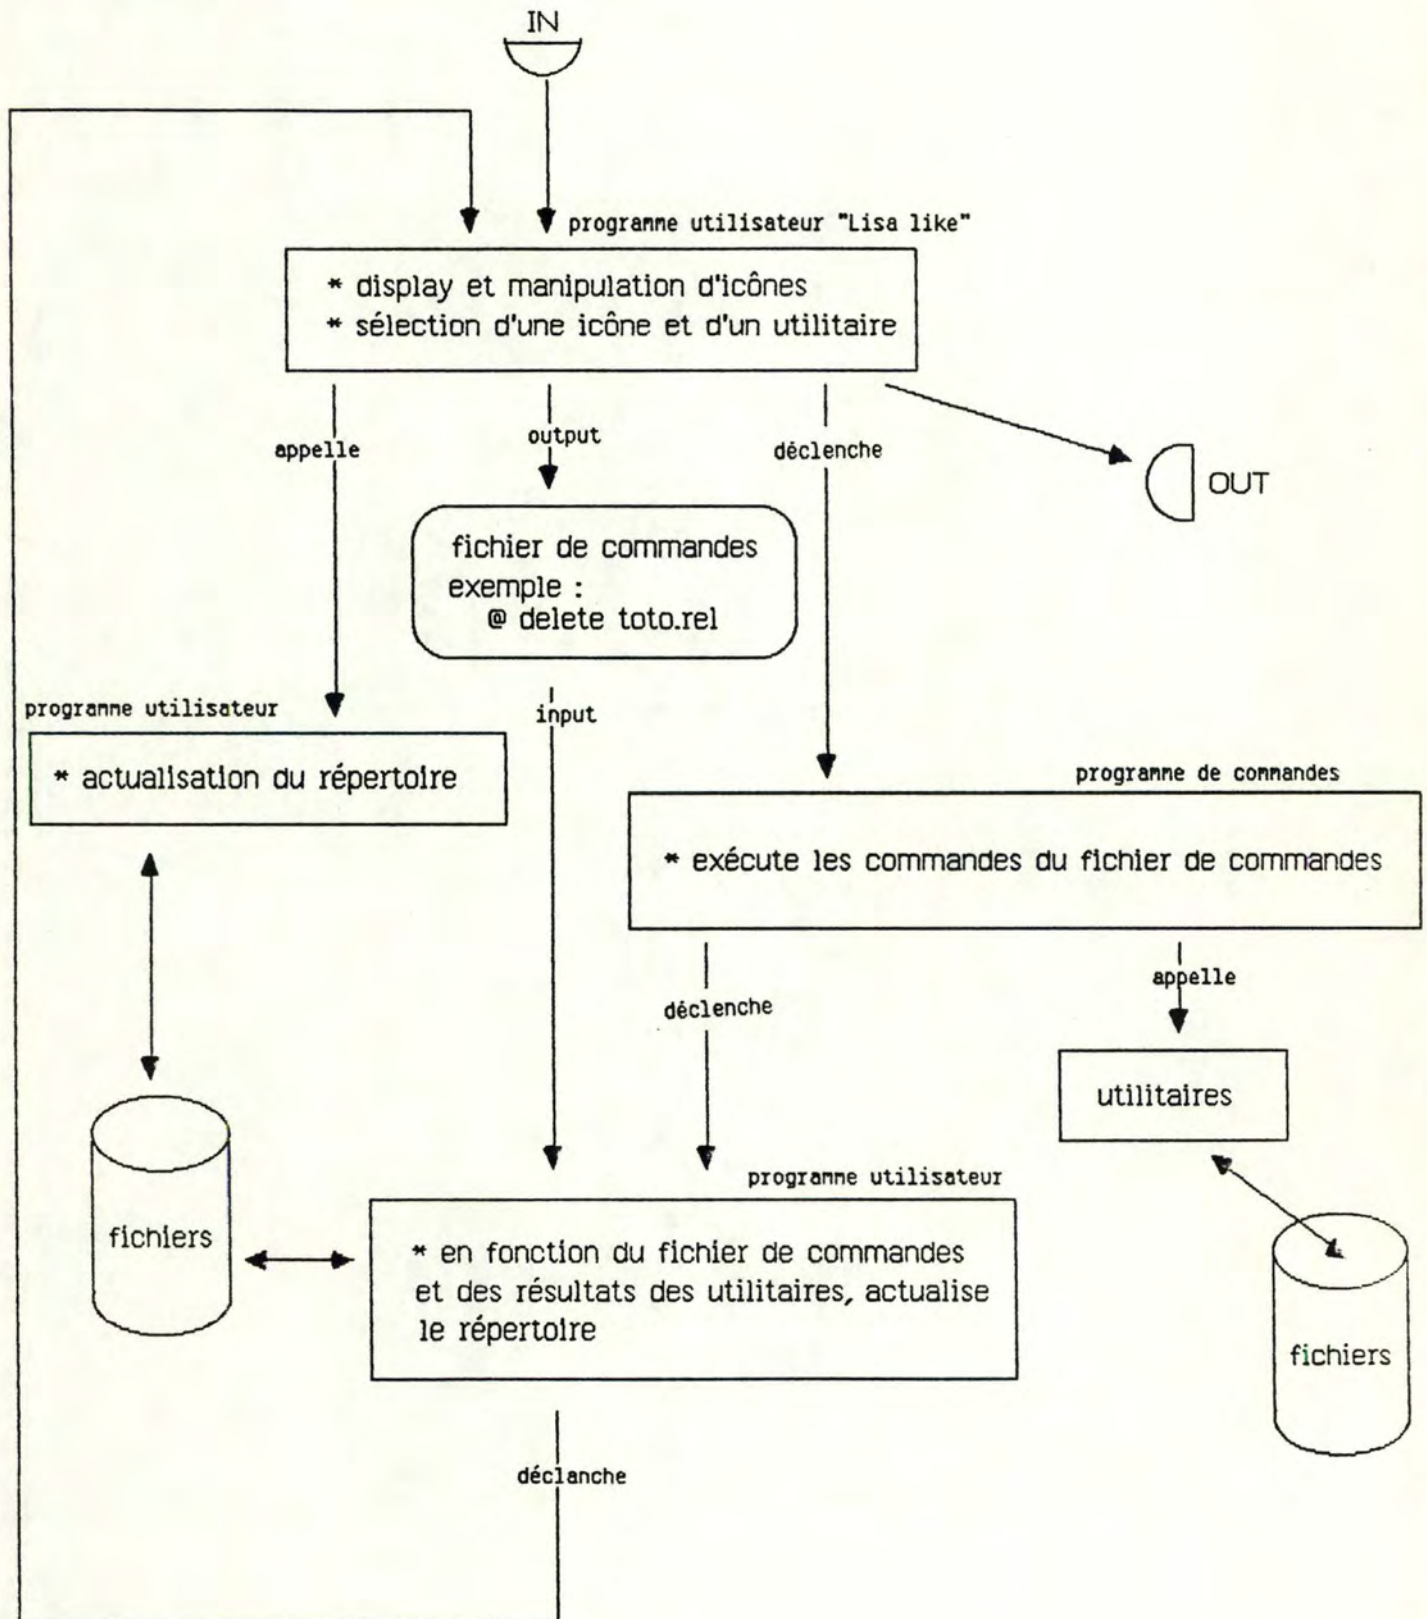 IN
programme utilisateur "Lisa like"
* display et manipulation d'icônes
* sélection d'une icône et d'un utilitaire
appelle
output
déclenche
OUT
fichier de commandes
exemple :
@ delete toto.rel
programme utilisateur
input
* actualisation du répertoire
programme de commandes
* exécute les commandes du fichier de commandes
déclenche
appelle
utilitaires
programme utilisateur
fichiers
* en fonction du fichier de commandes
et des résultats des utilitaires, actualise
le répertoire
fichiers
déclanche